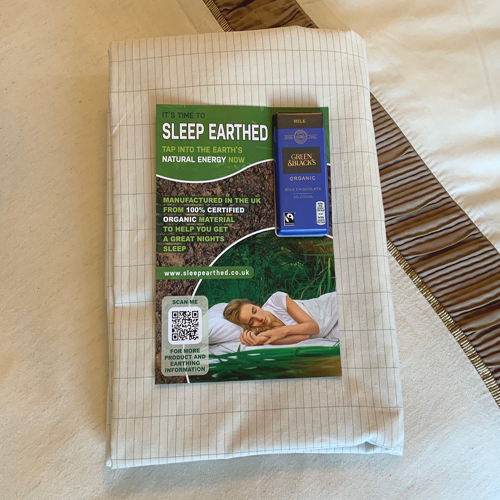 IT'S TIME TO
SLEEP EARTHED
TAP INTO THE EARTH'S
NATURAL ENERGY NOW
MANUFACTURED IN THE UK
FROM 100% CERTIFIED
ORGANIC MATERIAL
TO HELP YOU GET
A GREAT NIGHTS
SLEEP
www.sleepearthed.co.uk
SCAN ME
FOR MORE
PRODUCT AND
EARTHING
INFORMATION
MILK
GREEN
&BLACK'S
ORGANIC
MILK CHOCOLATE
FAIRTRADE